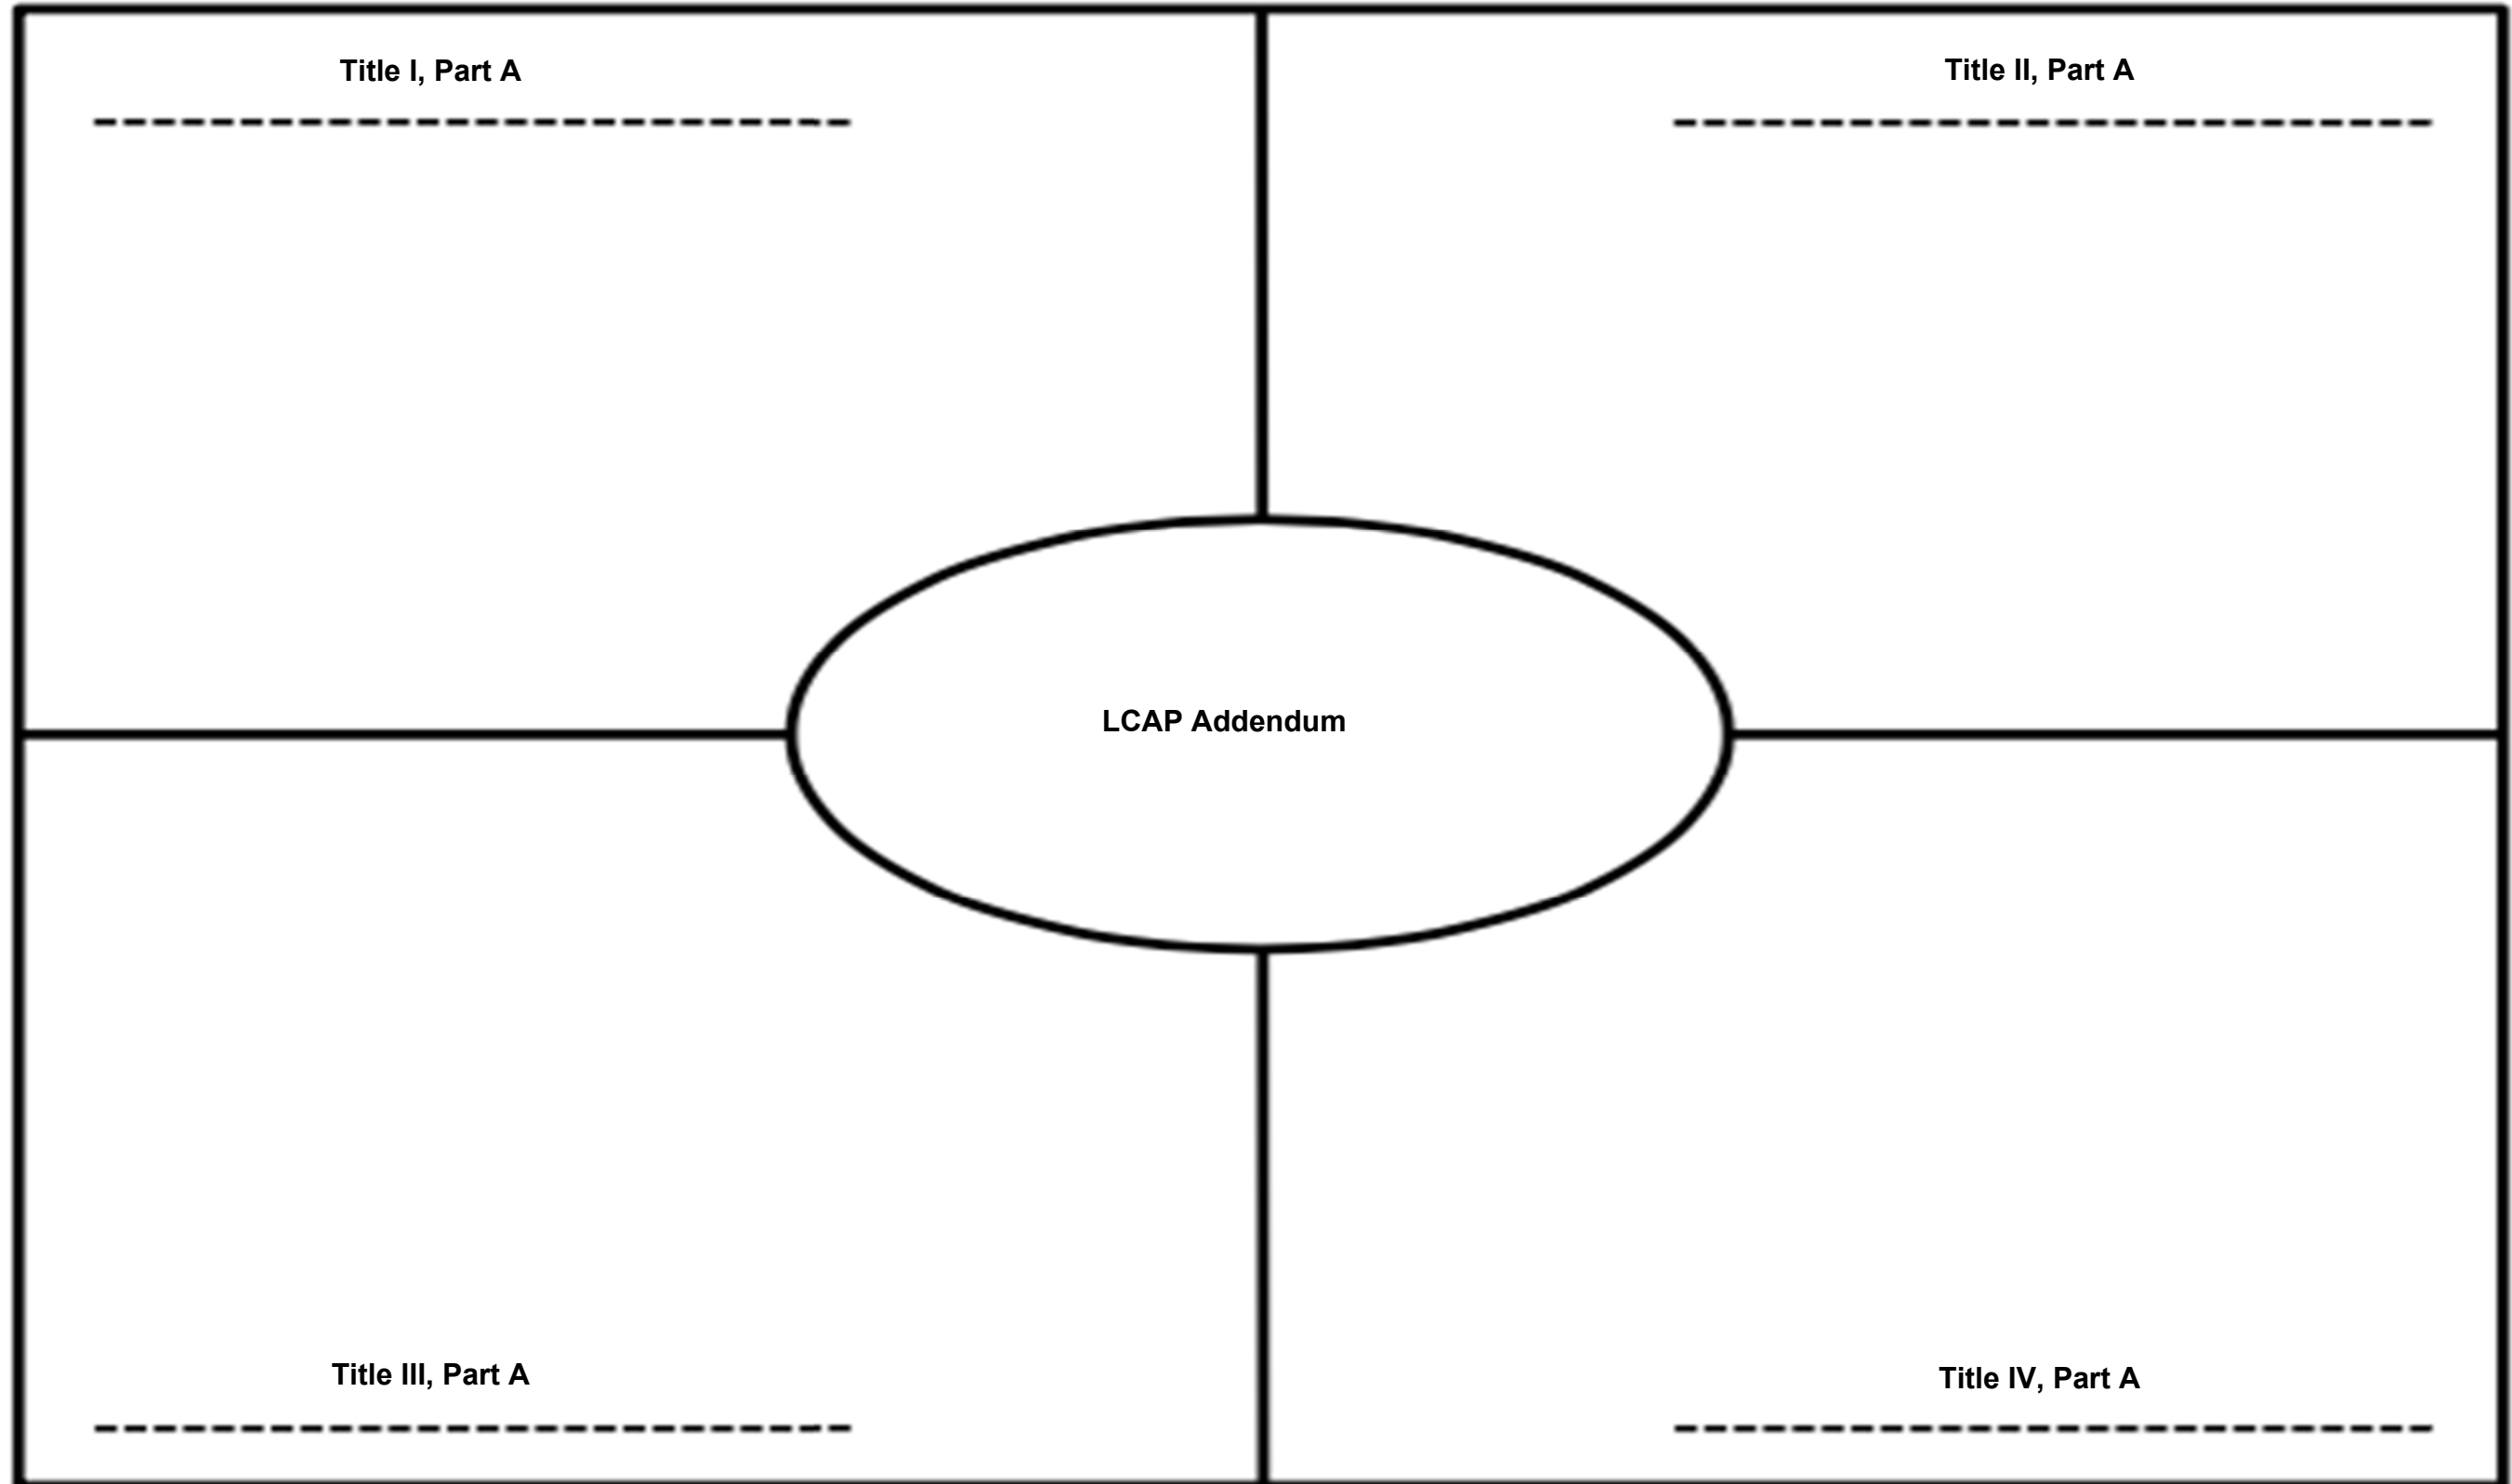 Title I, Part A
Title II, Part A
LCAP Addendum
Title III, Part A
Title IV, Part A